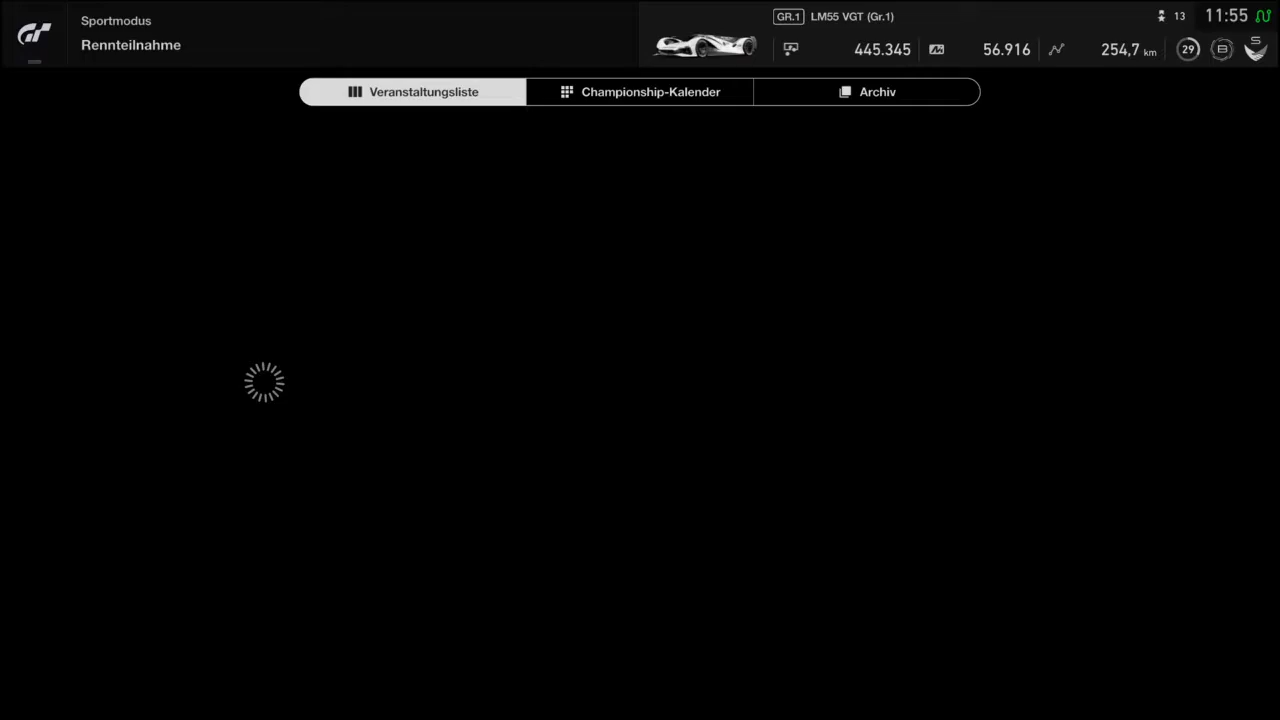 Sportmodus
Rennteilnahme
GR.1 LM55 VGT (Gr.1)
13
11:55
445.345
56.916
254,7 km
29
B
S
Veranstaltungsliste
Championship-Kalender
Archiv